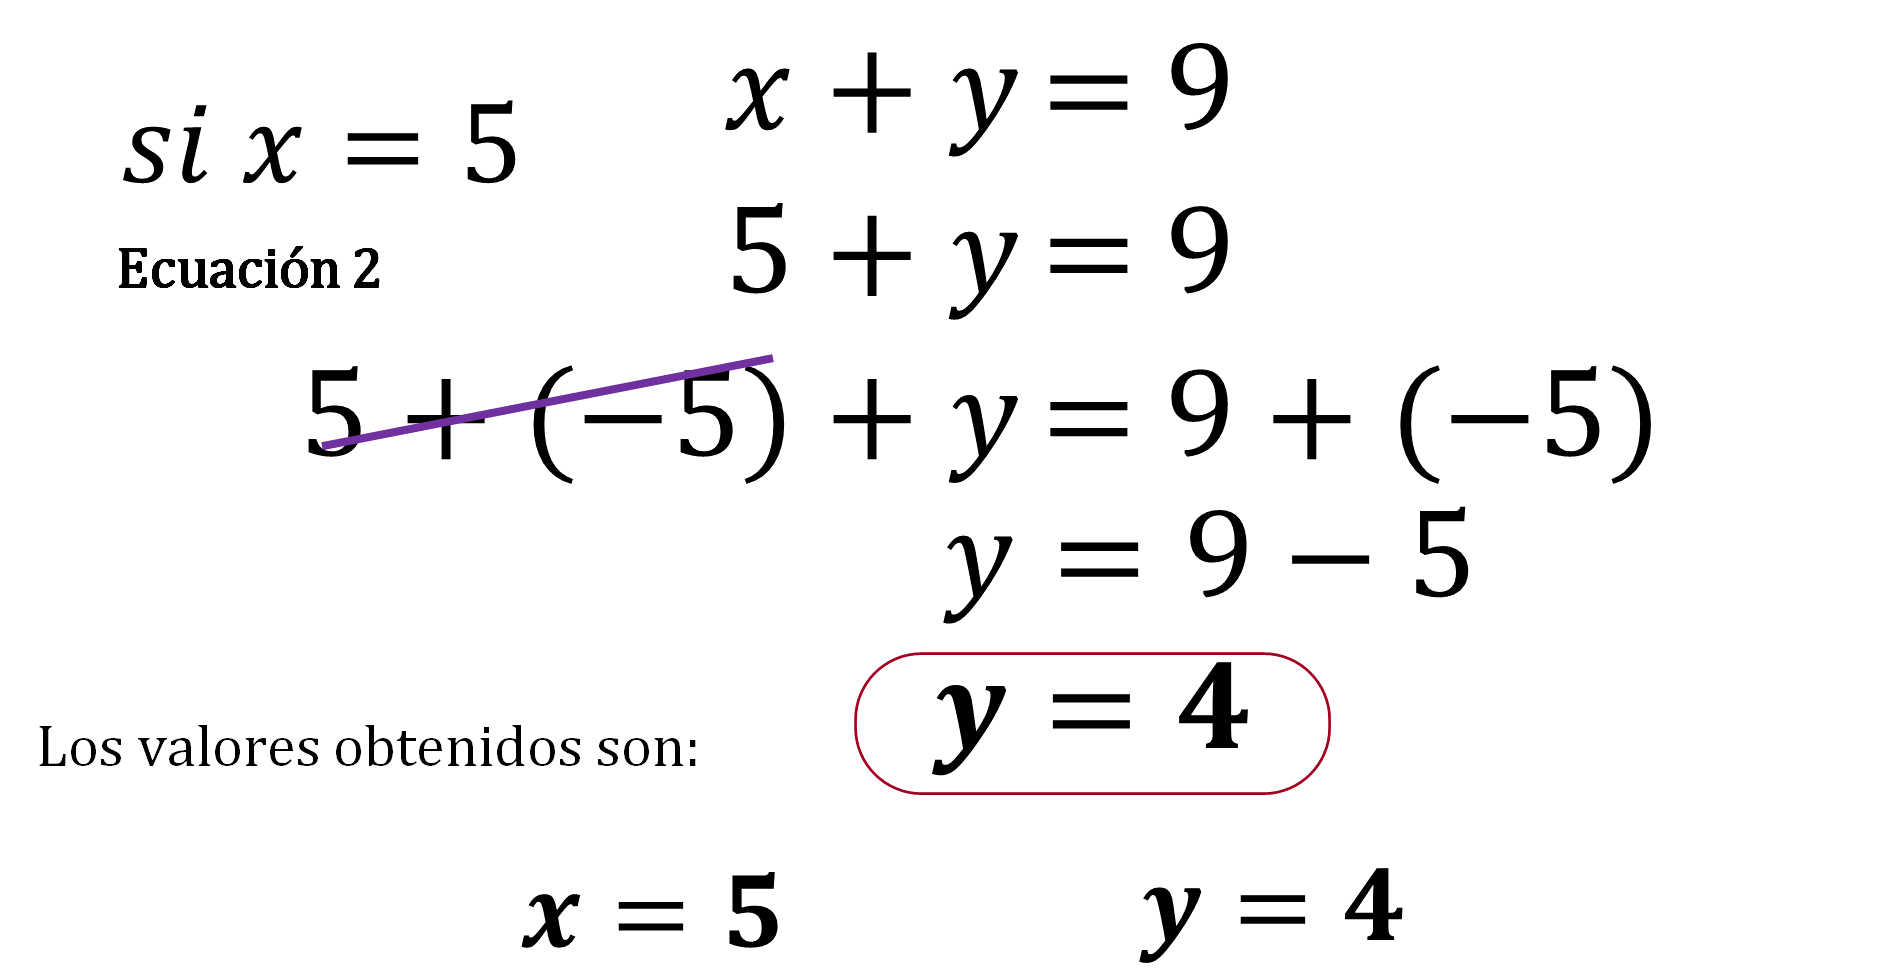 si x = 5
Ecuación 2
x + y = 9
5 + y = 9
5 + (−5) + y = 9 + (−5)
y = 9 − 5
y = 4
Los valores obtenidos son:
x = 5 y = 4